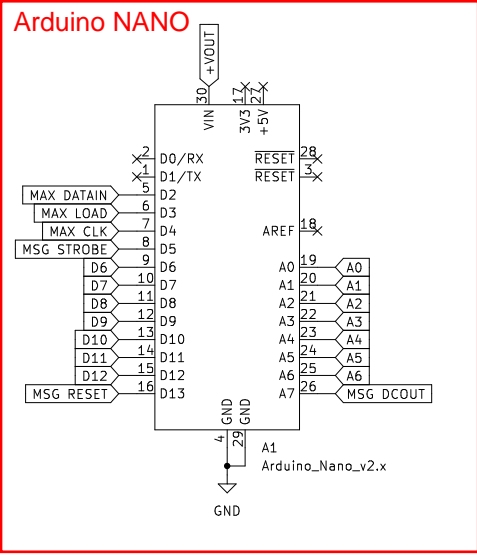 Arduino NANO
+VOUT
30
17
27
VIN
3V3
+5V
2 D0/RX RESET 28
1 D1/TX RESET 3
MAX DATAIN 5 D2
MAX LOAD 6 D3
MAX CLK 7 D4 AREF 18
MSG STROBE 8 D5
D6 9 D6 A0 19 A0
D7 10 D7 A1 20 A1
D8 11 D8 A2 21 A2
D9 12 D9 A3 22 A3
D10 13 D10 A4 23 A4
D11 14 D11 A5 24 A5
D12 15 D12 A6 25 A6
MSG RESET 16 D13 A7 26 MSG DCOUT
GND
GND
4
29
A1
Arduino_Nano_v2.x
GND